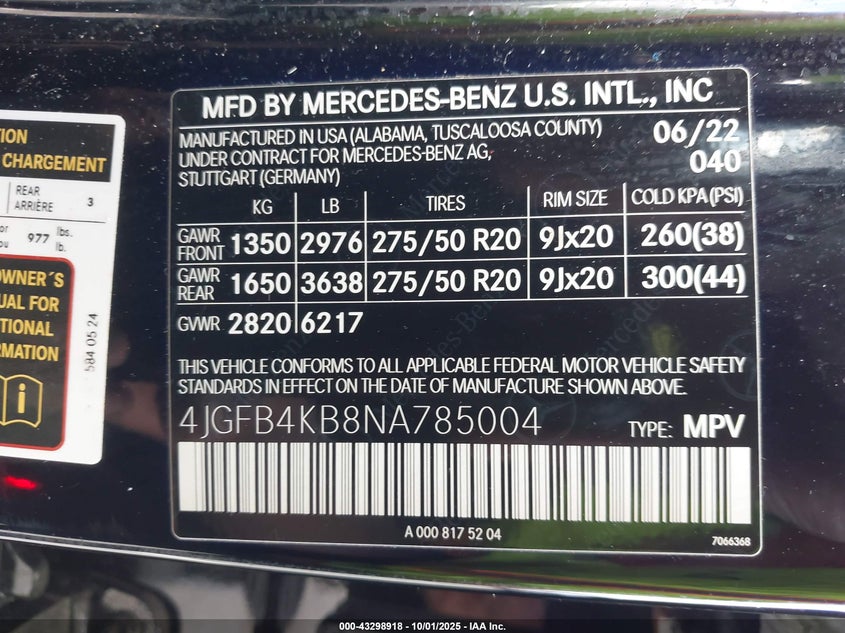 TION
CHARGEMENT
REAR
ARRIÈRE
3
or
ou
977
lbs.
lb.
OWNER´S
UAL FOR
TIONAL
RMATION
584 05 24
MFD BY MERCEDES-BENZ U.S. INTL., INC
MANUFACTURED IN USA (ALABAMA, TUSCALOOSA COUNTY) 06/22
UNDER CONTRACT FOR MERCEDES-BENZ AG, 040
STUTTGART (GERMANY)
KG LB TIRES RIM SIZE COLD KPA (PSI)
GAWR FRONT 1350 2976 275/50 R20 9Jx20 260(38)
GAWR REAR 1650 3638 275/50 R20 9Jx20 300(44)
GVWR 2820 6217
THIS VEHICLE CONFORMS TO ALL APPLICABLE FEDERAL MOTOR VEHICLE SAFETY
STANDARDS IN EFFECT ON THE DATE OF MANUFACTURE SHOWN ABOVE.
4JGFB4KB8NA785004 TYPE: MPV
A 000 817 52 04
7066368
000-43298918 - 10/01/2025 - IAA Inc.